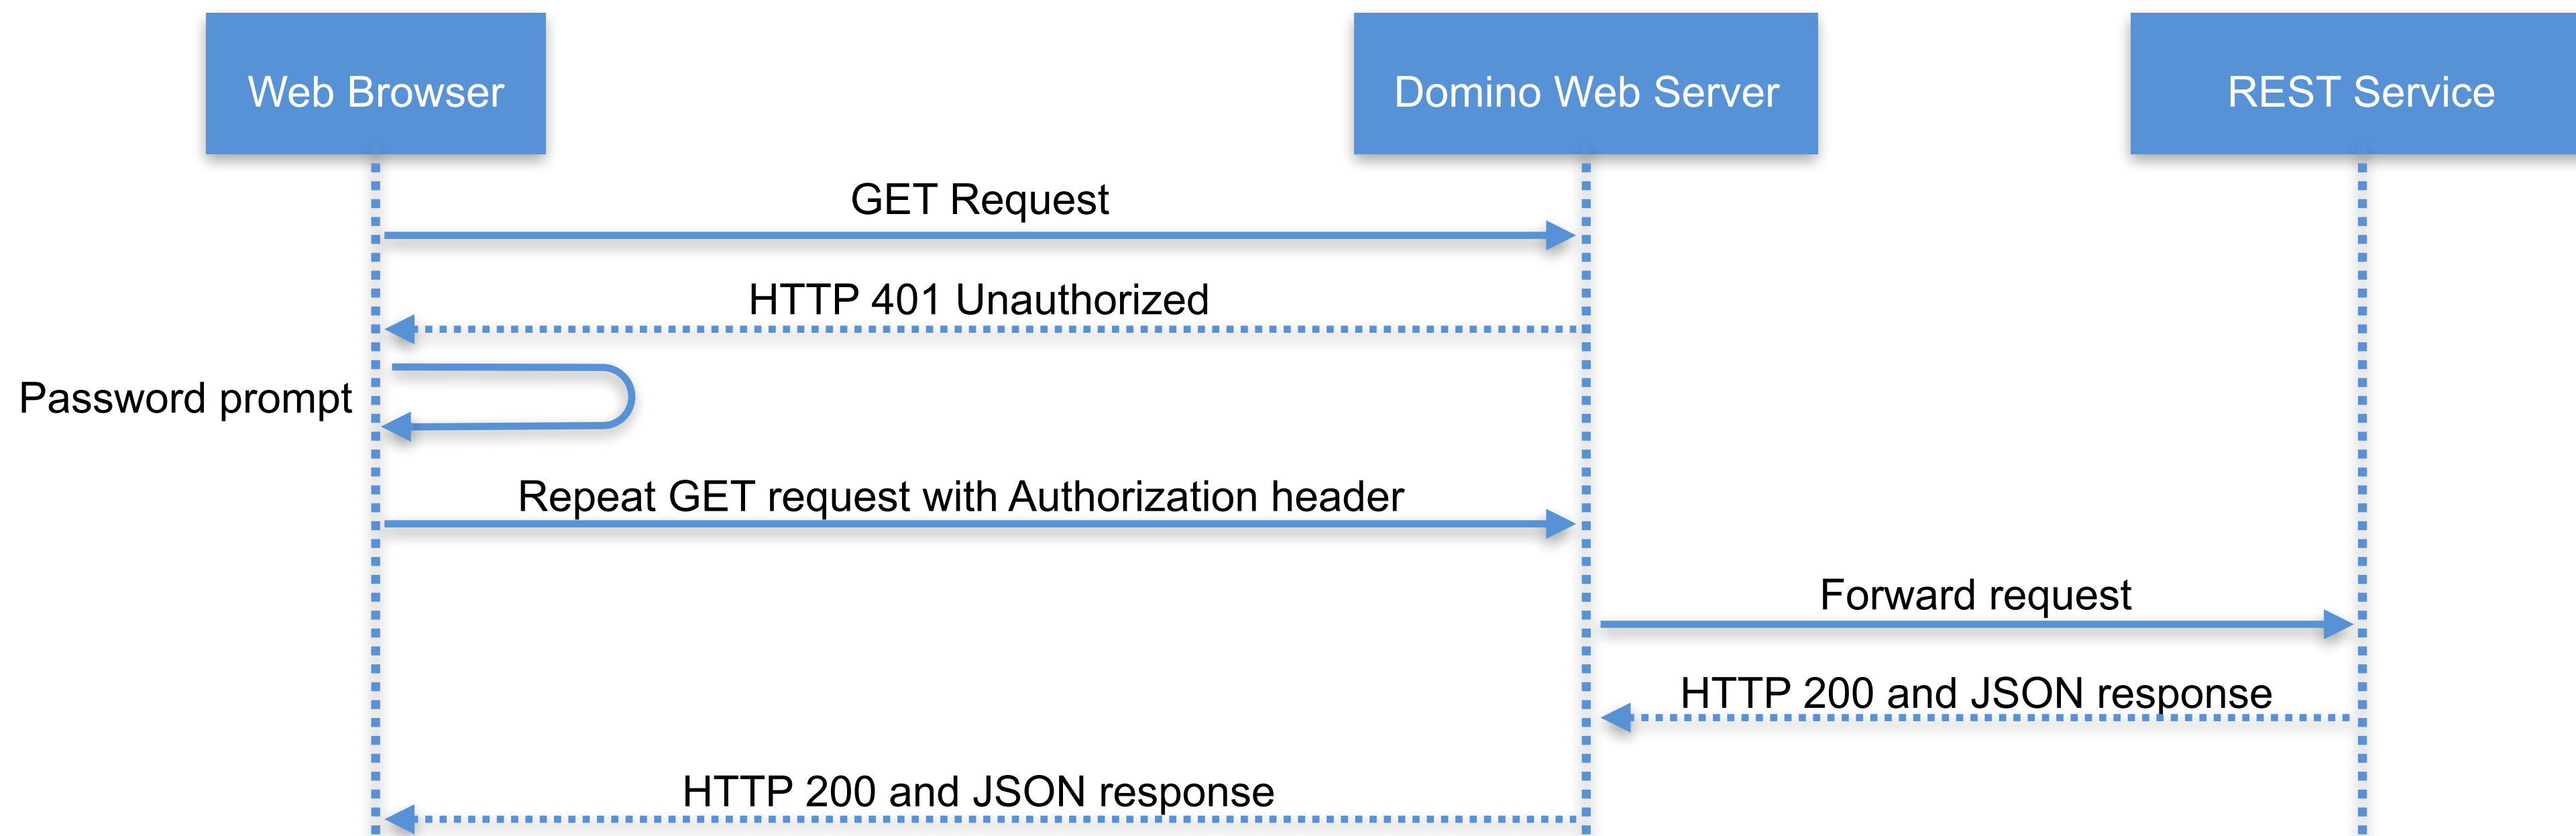 Web Browser
Domino Web Server
REST Service
GET Request
HTTP 401 Unauthorized
Password prompt
Repeat GET request with Authorization header
Forward request
HTTP 200 and JSON response
HTTP 200 and JSON response